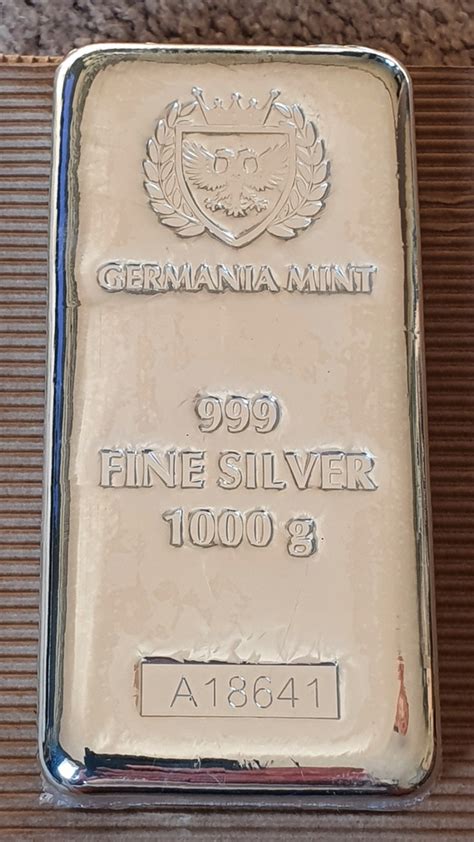 GERMANIA MINT
999
FINE SILVER
1000 g
A18641